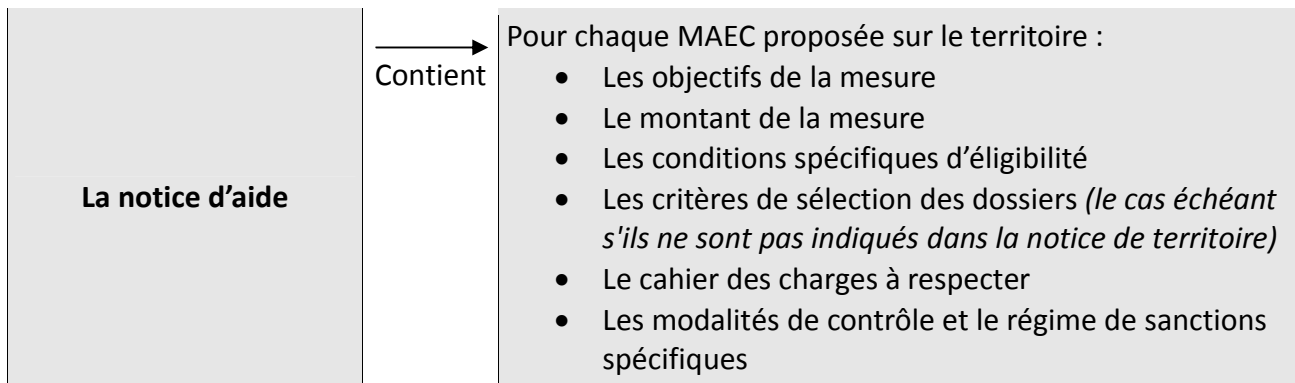 La notice d’aide
Contient
Pour chaque MAEC proposée sur le territoire :
• Les objectifs de la mesure
• Le montant de la mesure
• Les conditions spécifiques d’éligibilité
• Les critères de sélection des dossiers (le cas échéant
s'ils ne sont pas indiqués dans la notice de territoire)
• Le cahier des charges à respecter
• Les modalités de contrôle et le régime de sanctions
spécifiques